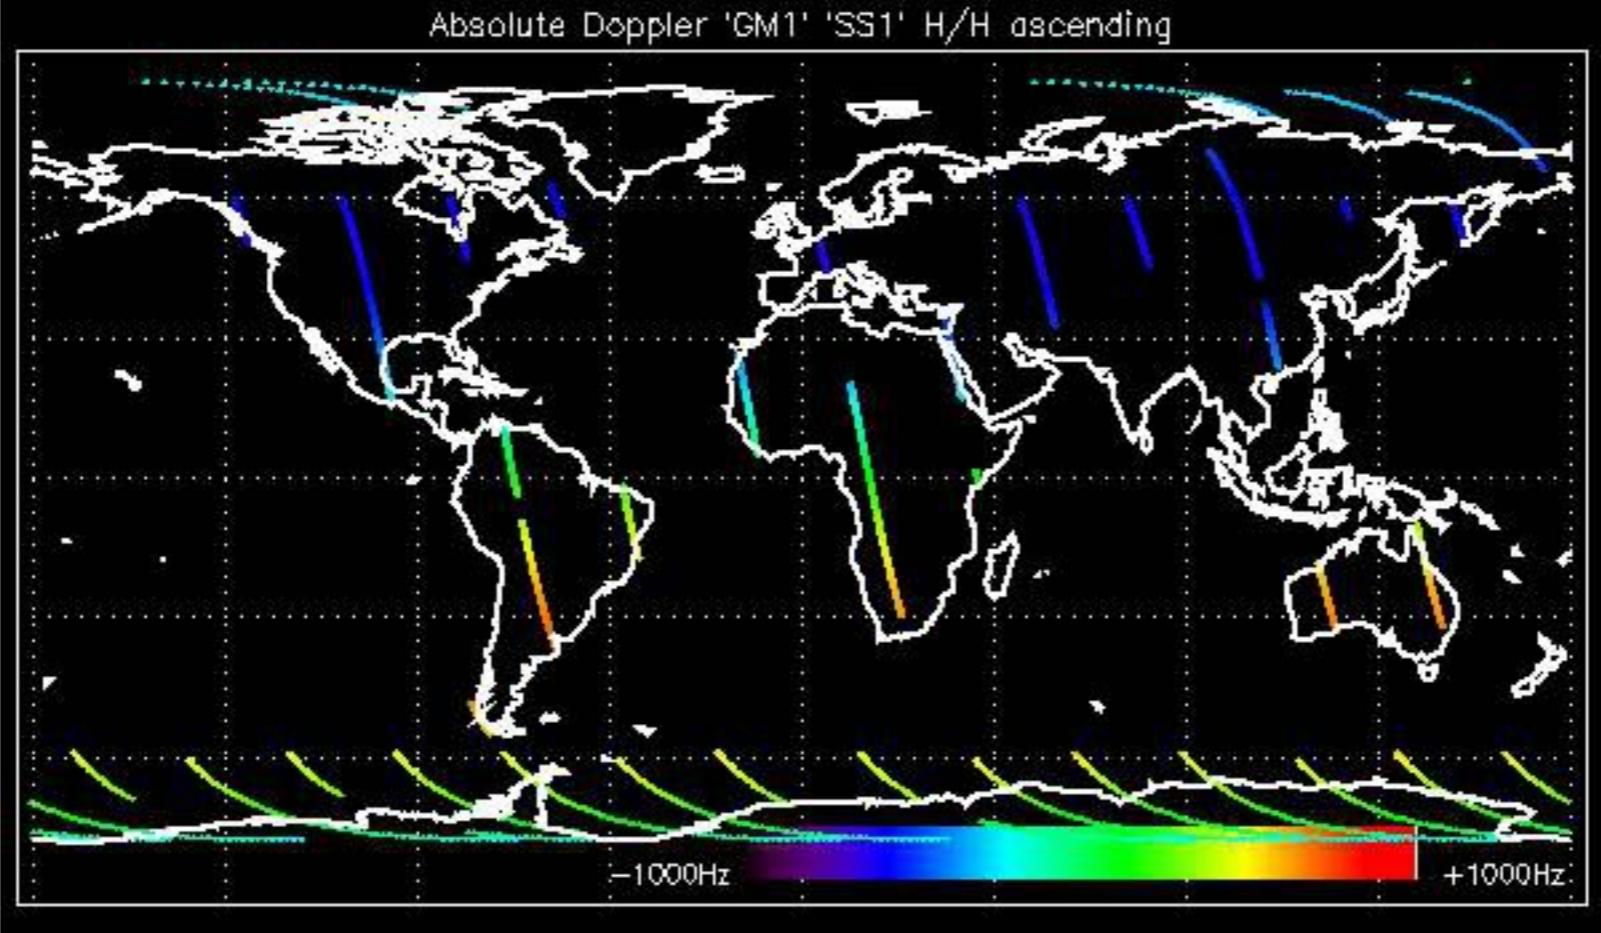 Absolute Doppler 'GM1' 'SS1' H/H ascending
−1000Hz
+1000Hz